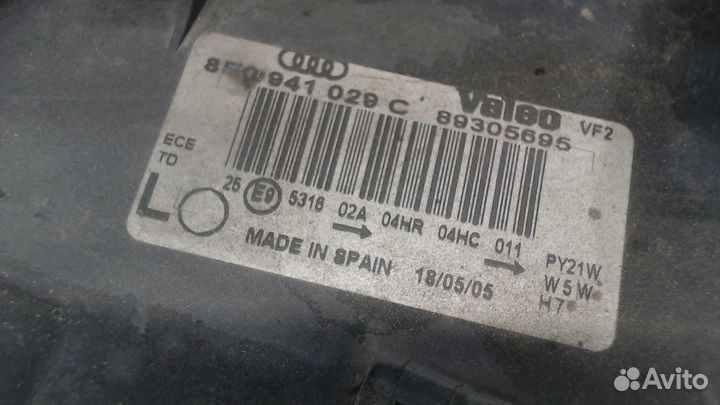 8E0 941 029 C
Valeo
89305695
VF2
ECE
TD
L
25 E9 5316 02A 04HR 04HC 011
MADE IN SPAIN 18/05/05
PY21W
W5W
H7
Avito